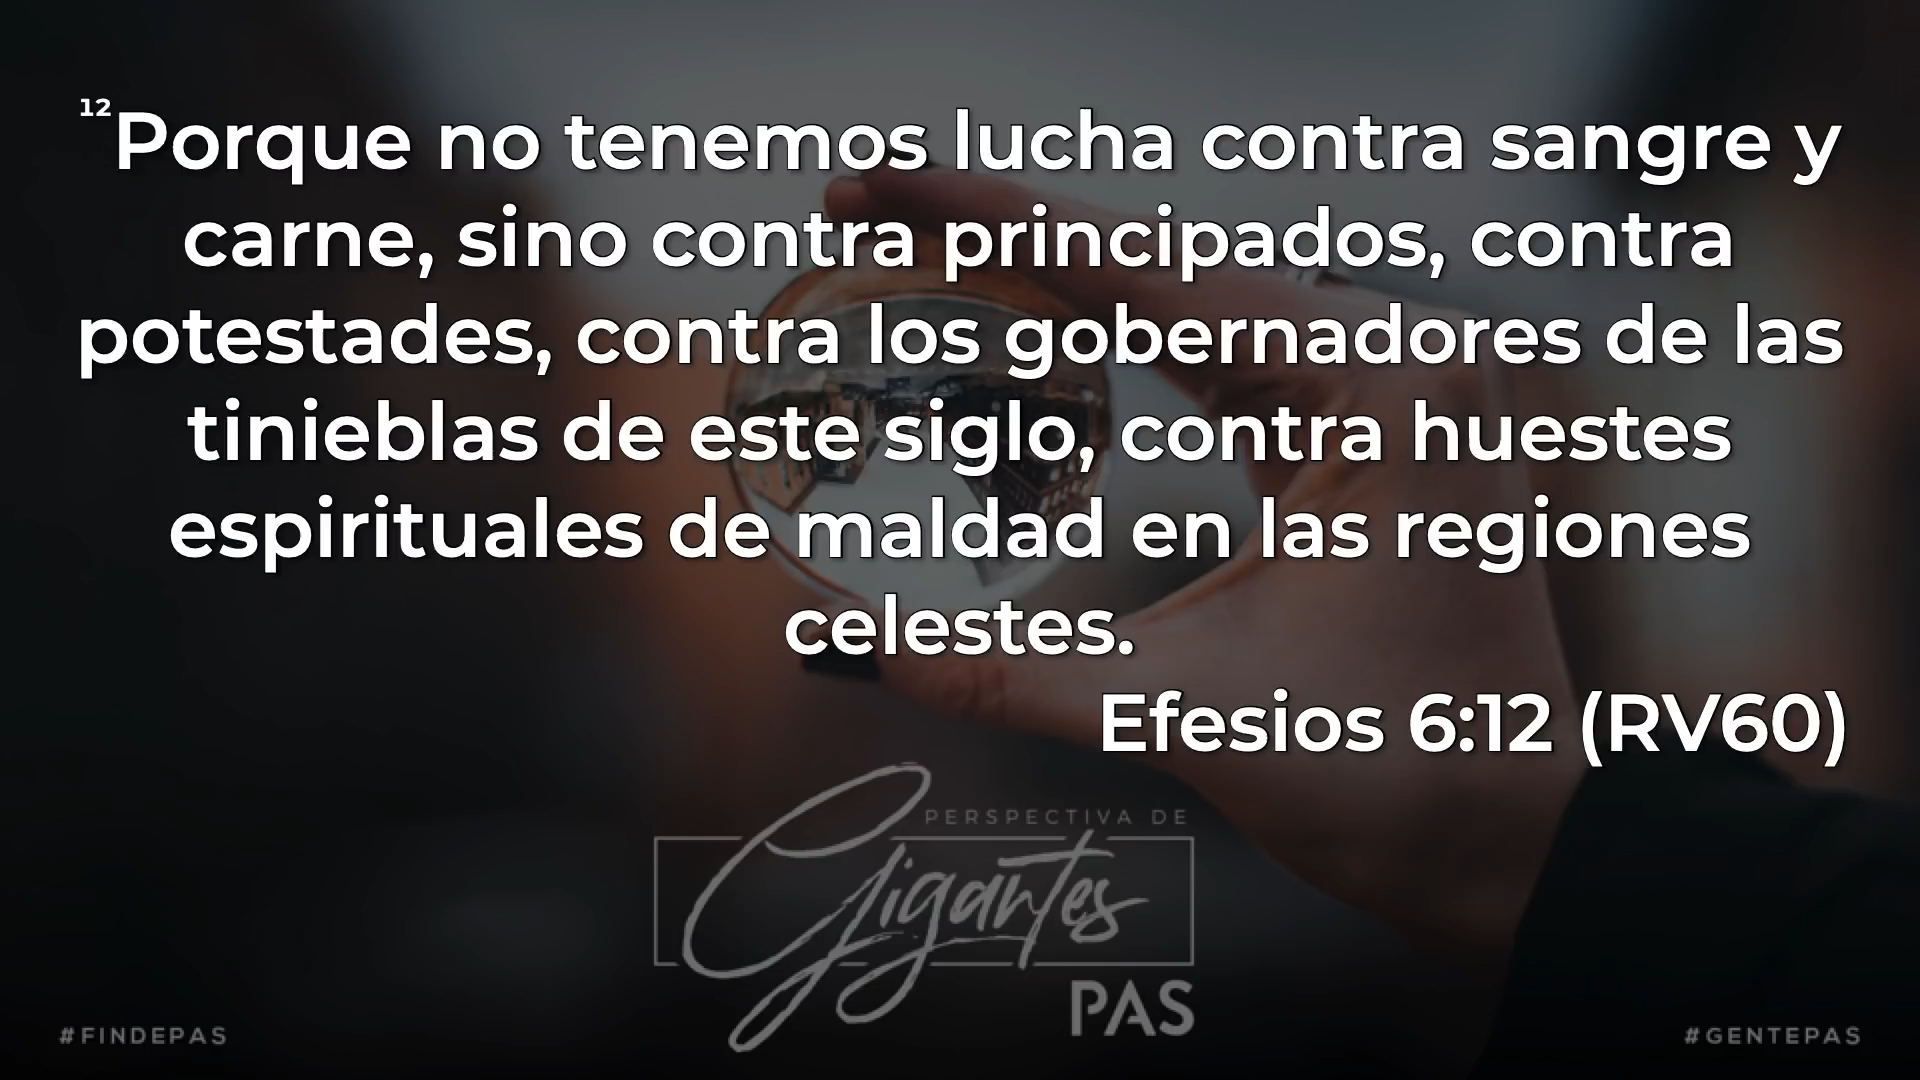 ¹²Porque no tenemos lucha contra sangre y
carne, sino contra principados, contra
potestades, contra los gobernadores de las
tinieblas de este siglo, contra huestes
espirituales de maldad en las regiones
celestes.
Efesios 6:12 (RV60)
PERSPECTIVA DE
Gigantes
PAS
#FINDEPAS
#GENTEPAS